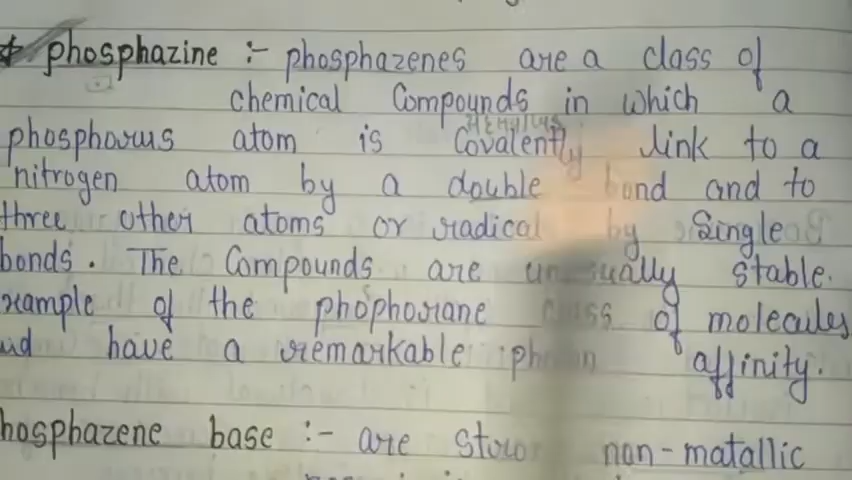 phosphazine :- phosphazenes are a class of
chemical Compounds in which a
phosphorus atom is Covalently link to a
nitrogen atom by a double bond and to
three other atoms or radical by Single
bonds. The Compounds are unusually stable.
xample of the phophorane class of molecules
have a remarkable affinity.
hosphazene base :- are non-matallic